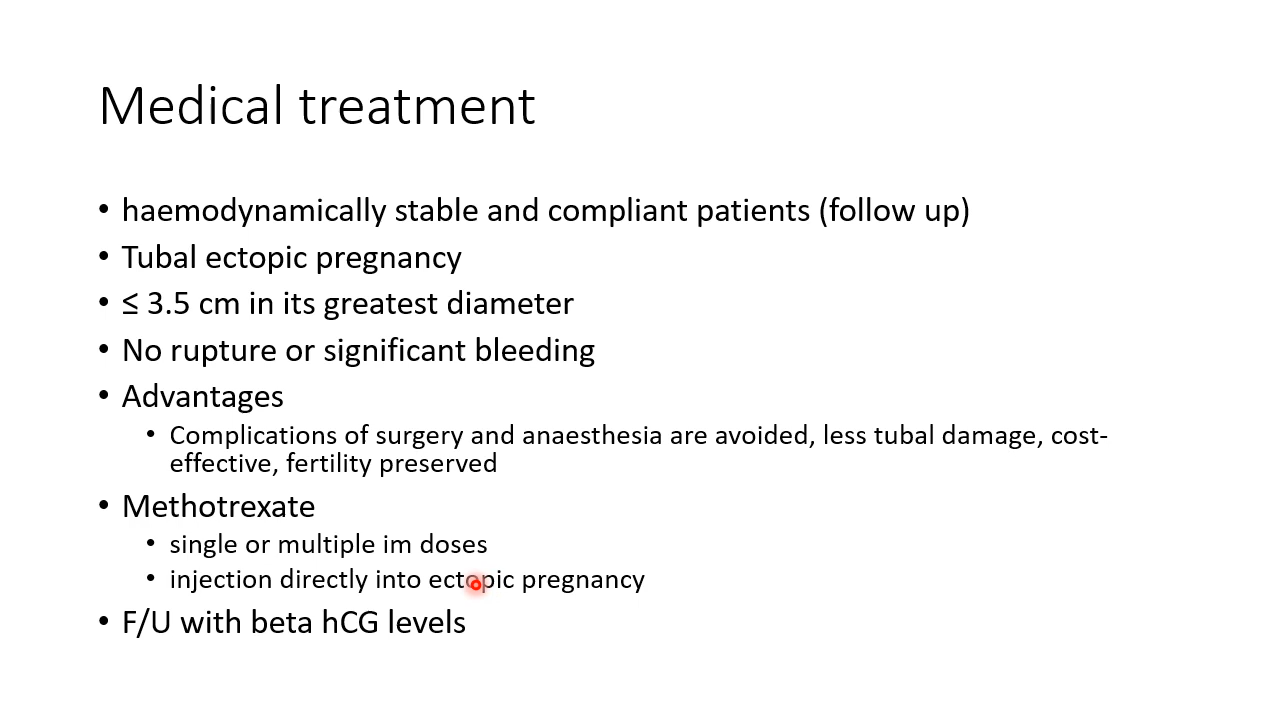 Medical treatment
• haemodynamically stable and compliant patients (follow up)
• Tubal ectopic pregnancy
• ≤ 3.5 cm in its greatest diameter
• No rupture or significant bleeding
• Advantages
• Complications of surgery and anaesthesia are avoided, less tubal damage, cost-
effective, fertility preserved
• Methotrexate
• single or multiple im doses
• injection directly into ectopic pregnancy
• F/U with beta hCG levels